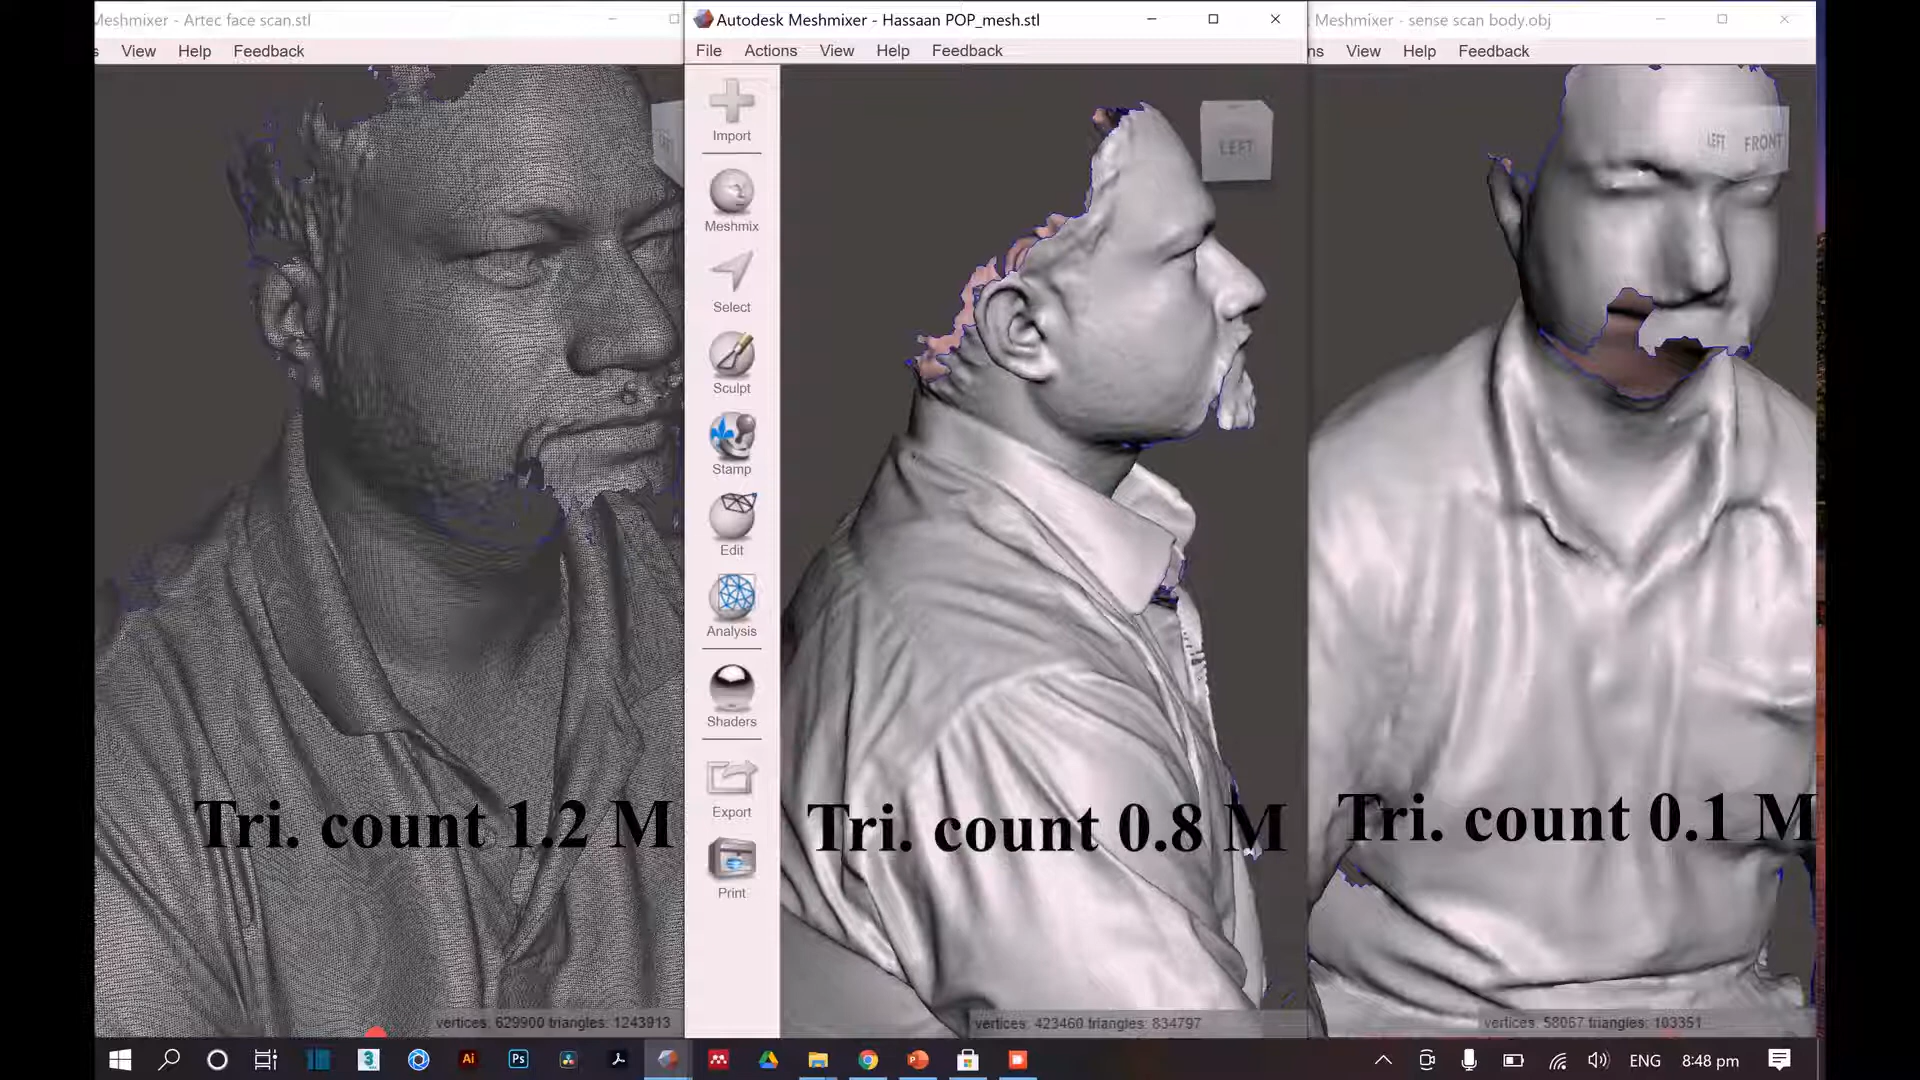 Meshmixer - Artec face scan.stl
View Help Feedback
Autodesk Meshmixer - Hassaan POP_mesh.stl
File Actions View Help Feedback
Meshmixer - sense scan body.obj
View Help Feedback
Import
Meshmix
Select
Sculpt
Stamp
Edit
Analysis
Shaders
Export
Print
LEFT
LEFT
FRONT
Tri. count 1.2 M
Tri. count 0.8 M
Tri. count 0.1 M
vertices: 629900 triangles: 1243913
vertices: 423460 triangles: 834797
vertices: 58067 triangles: 103351
3
Ai
Ps
ENG
8:48 pm